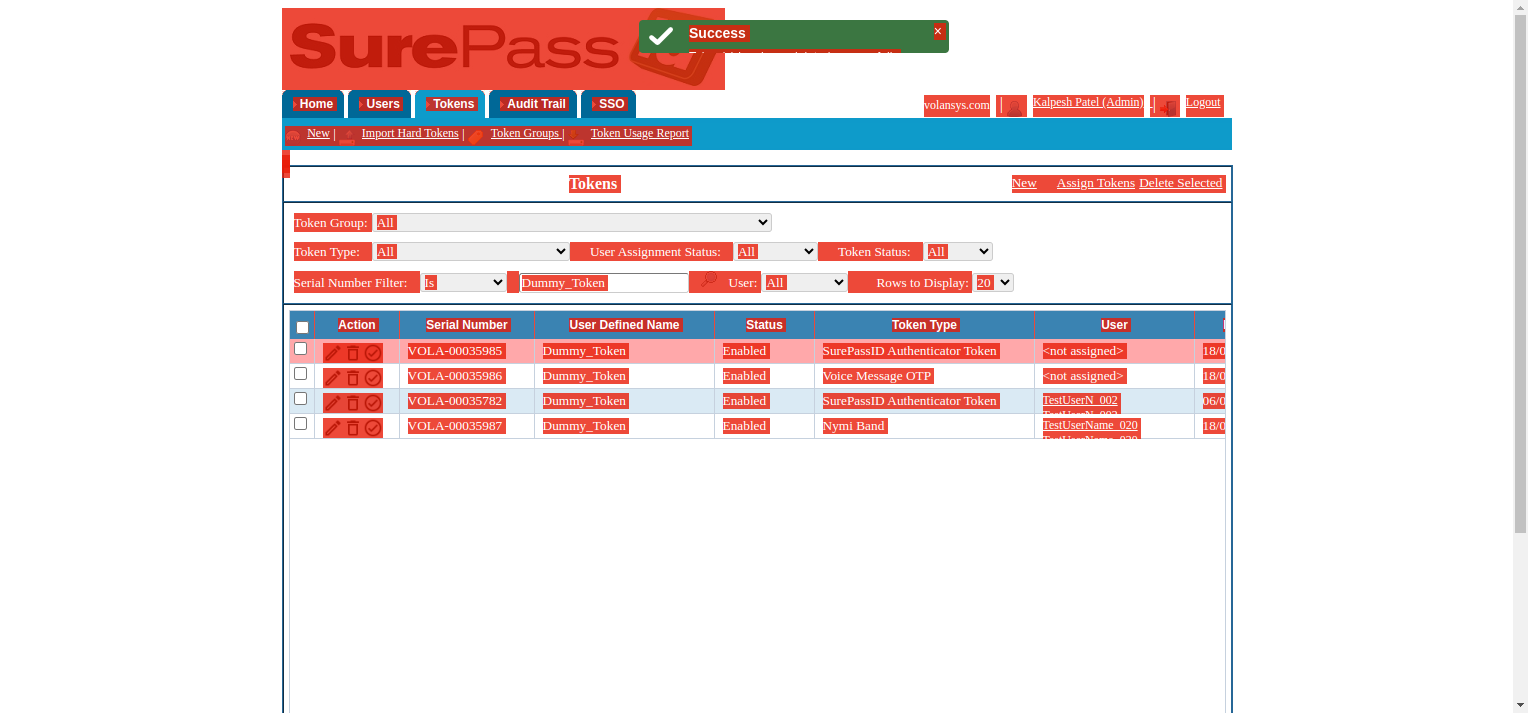 SurePass
Success ×
Home Users Tokens Audit Trail SSO
volansys.com | Kalpesh Patel (Admin) | Logout
New | Import Hard Tokens | Token Groups | Token Usage Report
Tokens New Assign Tokens Delete Selected
Token Group: All
Token Type: All User Assignment Status: All Token Status: All
Serial Number Filter: Is Dummy_Token User: All Rows to Display: 20
Action Serial Number User Defined Name Status Token Type User
VOLA-00035985 Dummy_Token Enabled SurePassID Authenticator Token <not assigned> 18/0
VOLA-00035986 Dummy_Token Enabled Voice Message OTP <not assigned> 18/0
VOLA-00035782 Dummy_Token Enabled SurePassID Authenticator Token TestUserN_002 06/0
VOLA-00035987 Dummy_Token Enabled Nymi Band TestUserName_020 18/0